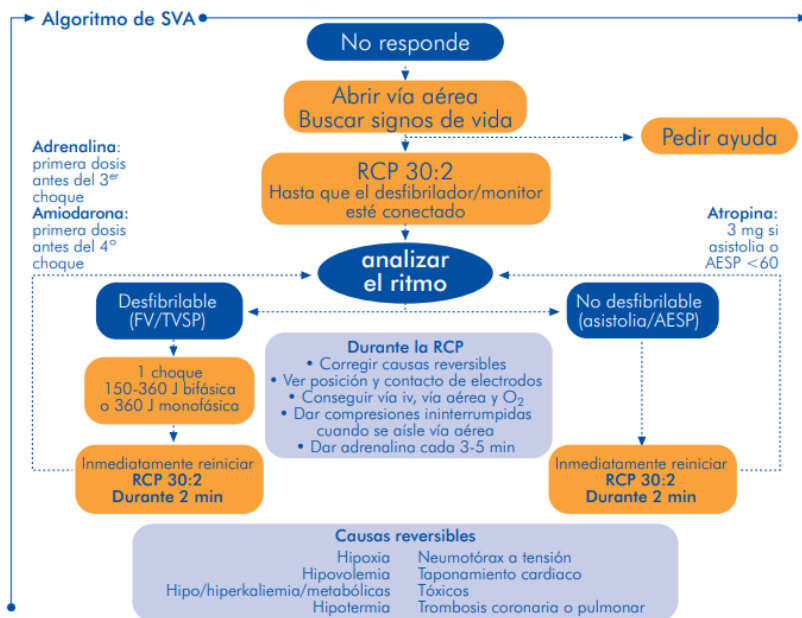 Algoritmo de SVA
No responde
Abrir vía aérea
Buscar signos de vida
Pedir ayuda
Adrenalina:
primera dosis
antes del 3er
choque
Amiodarona:
primera dosis
antes del 4º
choque
RCP 30:2
Hasta que el desfibrilador/monitor
esté conectado
Atropina:
3 mg si
asistolia o
AESP <60
analizar
el ritmo
Desfibrilable
(FV/TVSP)
No desfibrilable
(asistolia/AESP)
1 choque
150-360 J bifásica
o 360 J monofásica
Durante la RCP
• Corregir causas reversibles
• Ver posición y contacto de electrodos
• Conseguir vía iv, vía aérea y O2
• Dar compresiones ininterrumpidas
cuando se aísle vía aérea
• Dar adrenalina cada 3-5 min
Inmediatamente reiniciar
RCP 30:2
Durante 2 min
Inmediatamente reiniciar
RCP 30:2
Durante 2 min
Causas reversibles
Hipoxia Neumotórax a tensión
Hipovolemia Taponamiento cardiaco
Hipo/hiperkaliemia/metabólicas Tóxicos
Hipotermia Trombosis coronaria o pulmonar